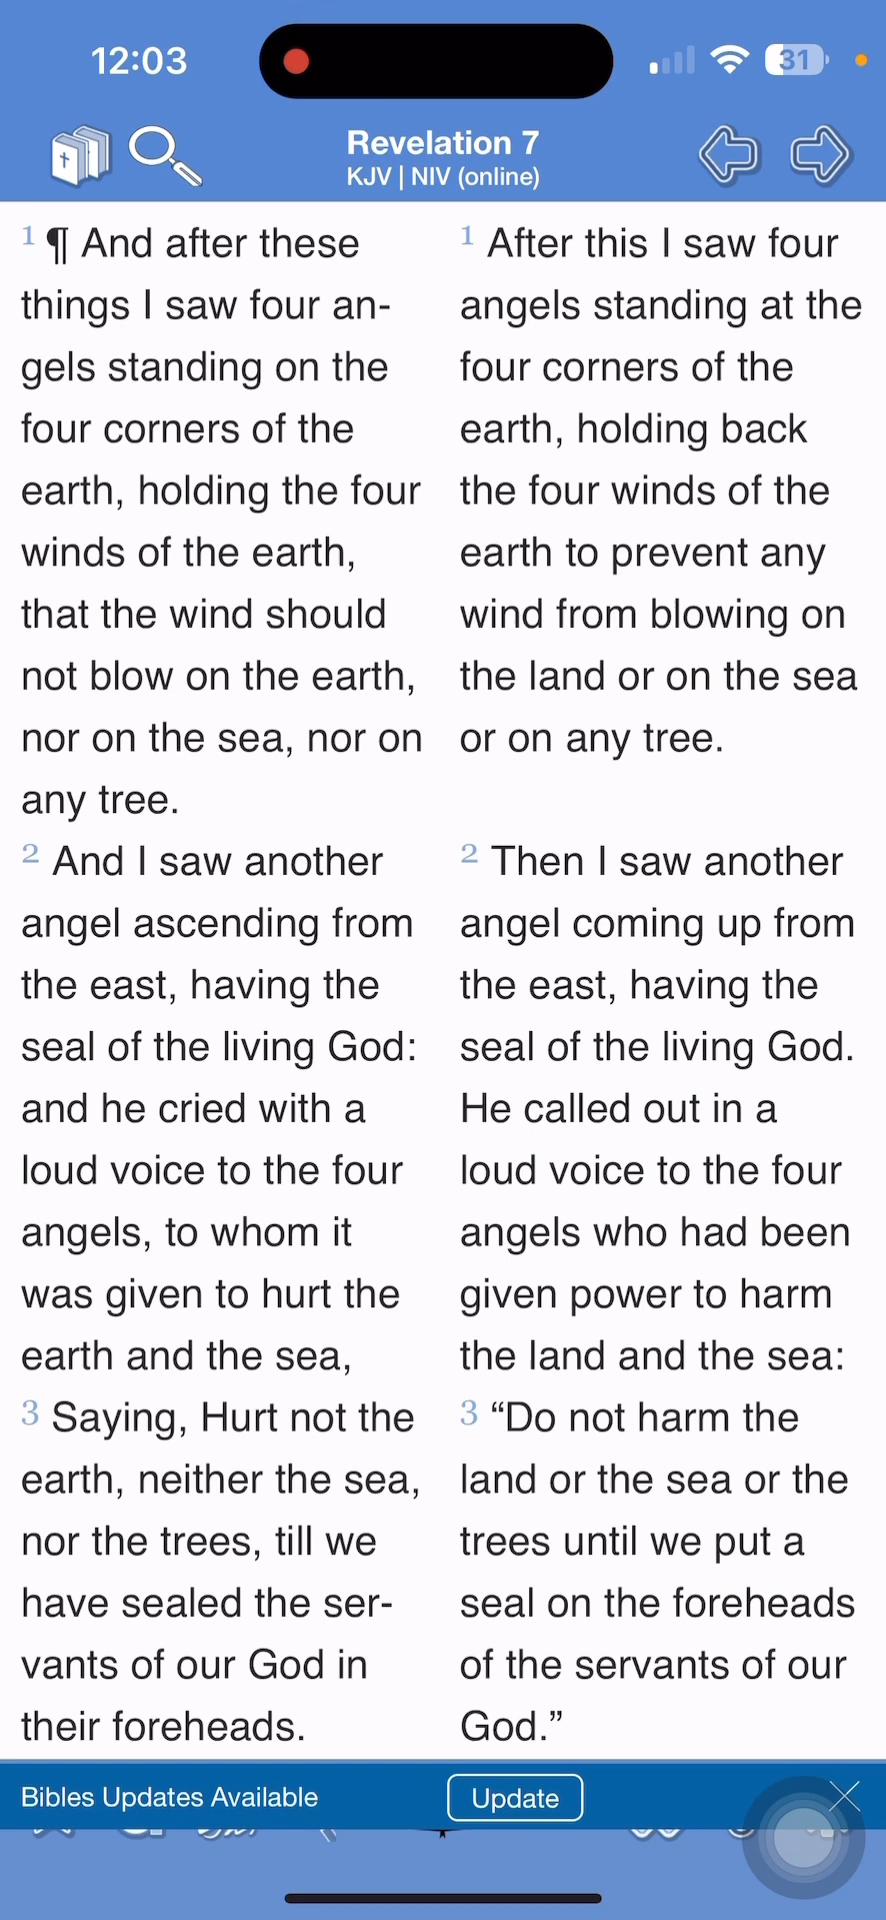 12:03
31
Revelation 7
KJV | NIV (online)
1 ¶ And after these
things I saw four an-
gels standing on the
four corners of the
earth, holding the four
winds of the earth,
that the wind should
not blow on the earth,
nor on the sea, nor on
any tree.
2 And I saw another
angel ascending from
the east, having the
seal of the living God:
and he cried with a
loud voice to the four
angels, to whom it
was given to hurt the
earth and the sea,
3 Saying, Hurt not the
earth, neither the sea,
nor the trees, till we
have sealed the ser-
vants of our God in
their foreheads.
1 After this I saw four
angels standing at the
four corners of the
earth, holding back
the four winds of the
earth to prevent any
wind from blowing on
the land or on the sea
or on any tree.
2 Then I saw another
angel coming up from
the east, having the
seal of the living God.
He called out in a
loud voice to the four
angels who had been
given power to harm
the land and the sea:
3 “Do not harm the
land or the sea or the
trees until we put a
seal on the foreheads
of the servants of our
God.”
Bibles Updates Available
Update